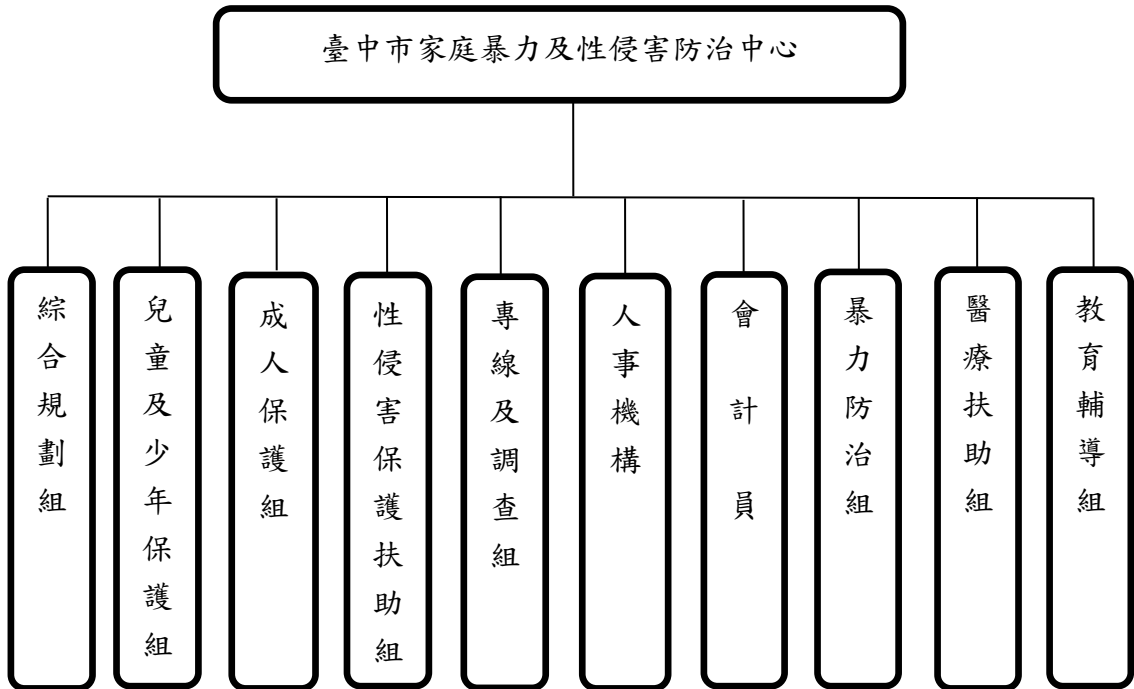 臺中市家庭暴力及性侵害防治中心
綜合規劃組
兒童及少年保護組
成人保護組
性侵害保護扶助組
專線及調查組
人事機構
會計員
暴力防治組
醫療扶助組
教育輔導組